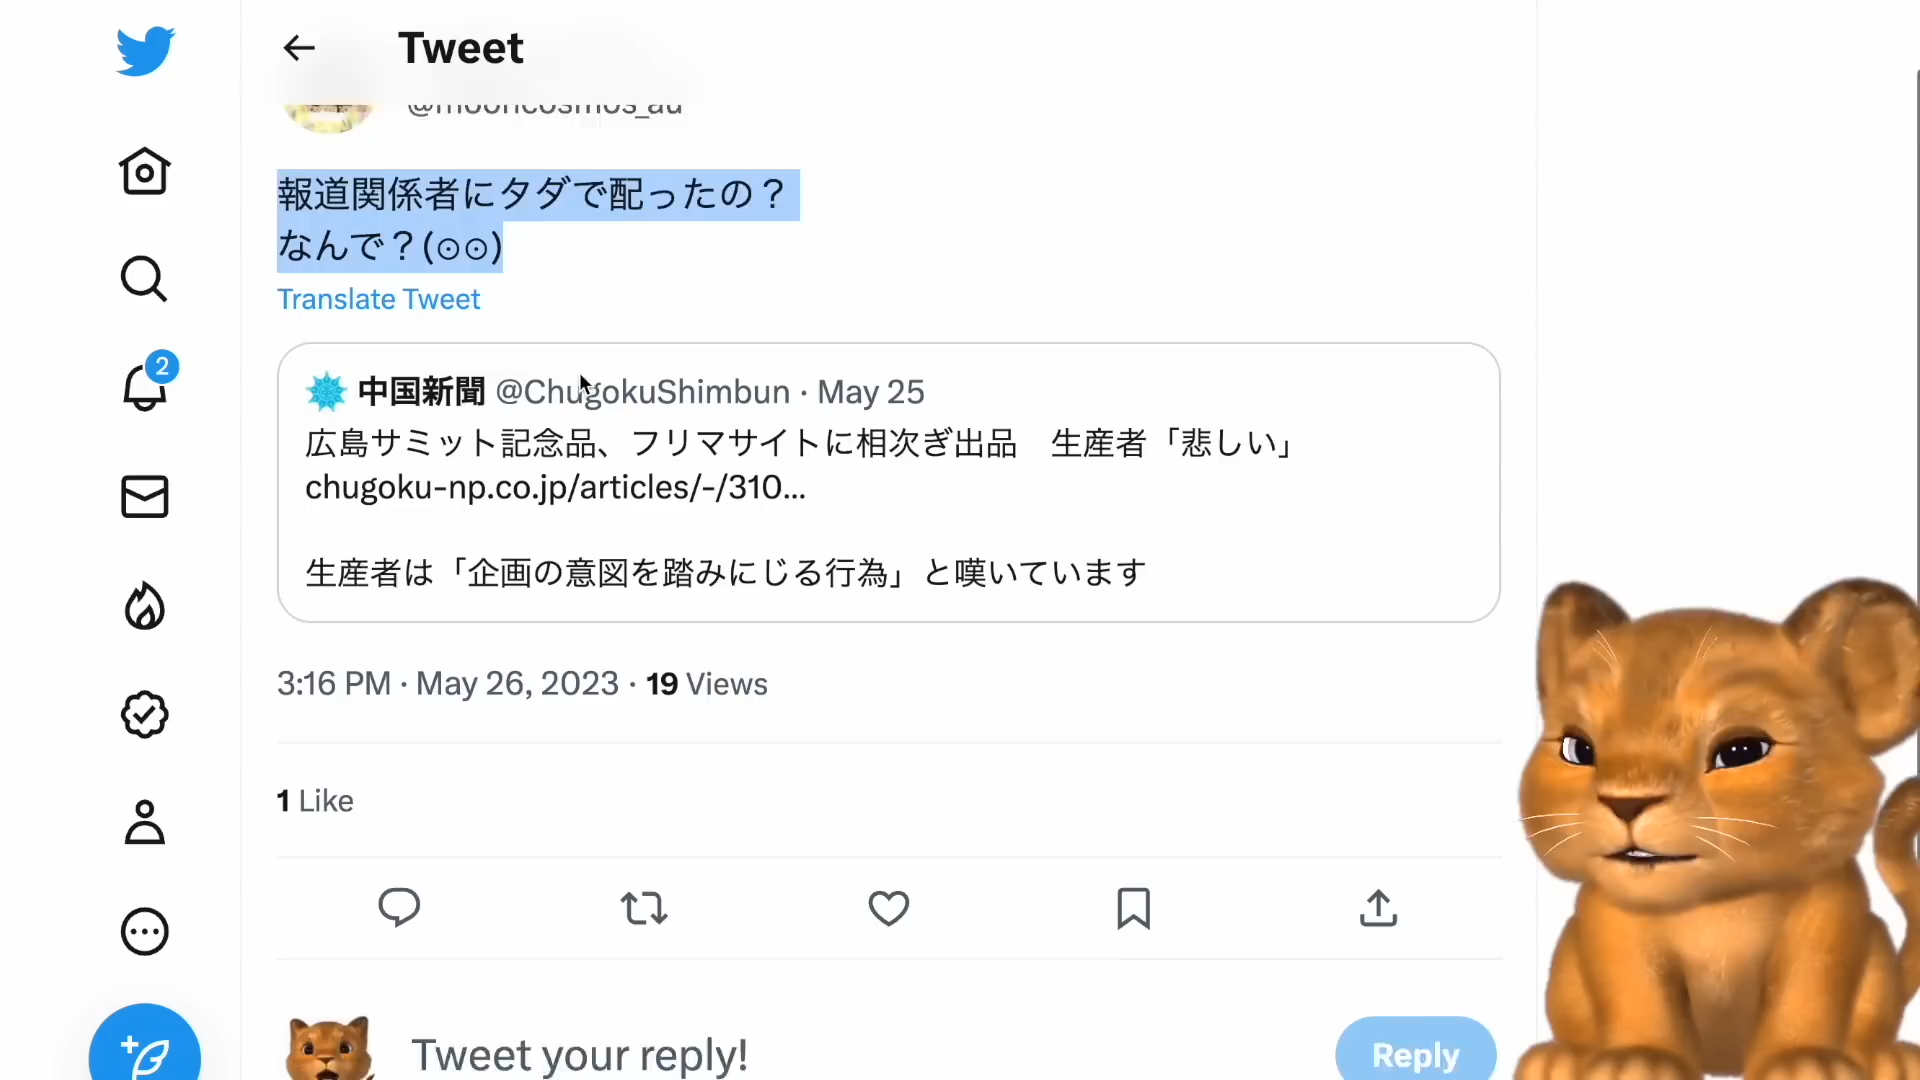 Tweet
@mooncosmos_au
報道関係者にタダで配ったの？
なんで？(⊙⊙)
Translate Tweet
2
中国新聞 @ChugokuShimbun · May 25
広島サミット記念品、フリマサイトに相次ぎ出品　生産者「悲しい」
chugoku-np.co.jp/articles/-/310...
生産者は「企画の意図を踏みにじる行為」と嘆いています
3:16 PM · May 26, 2023 · 19 Views
1 Like
Tweet your reply!
Reply